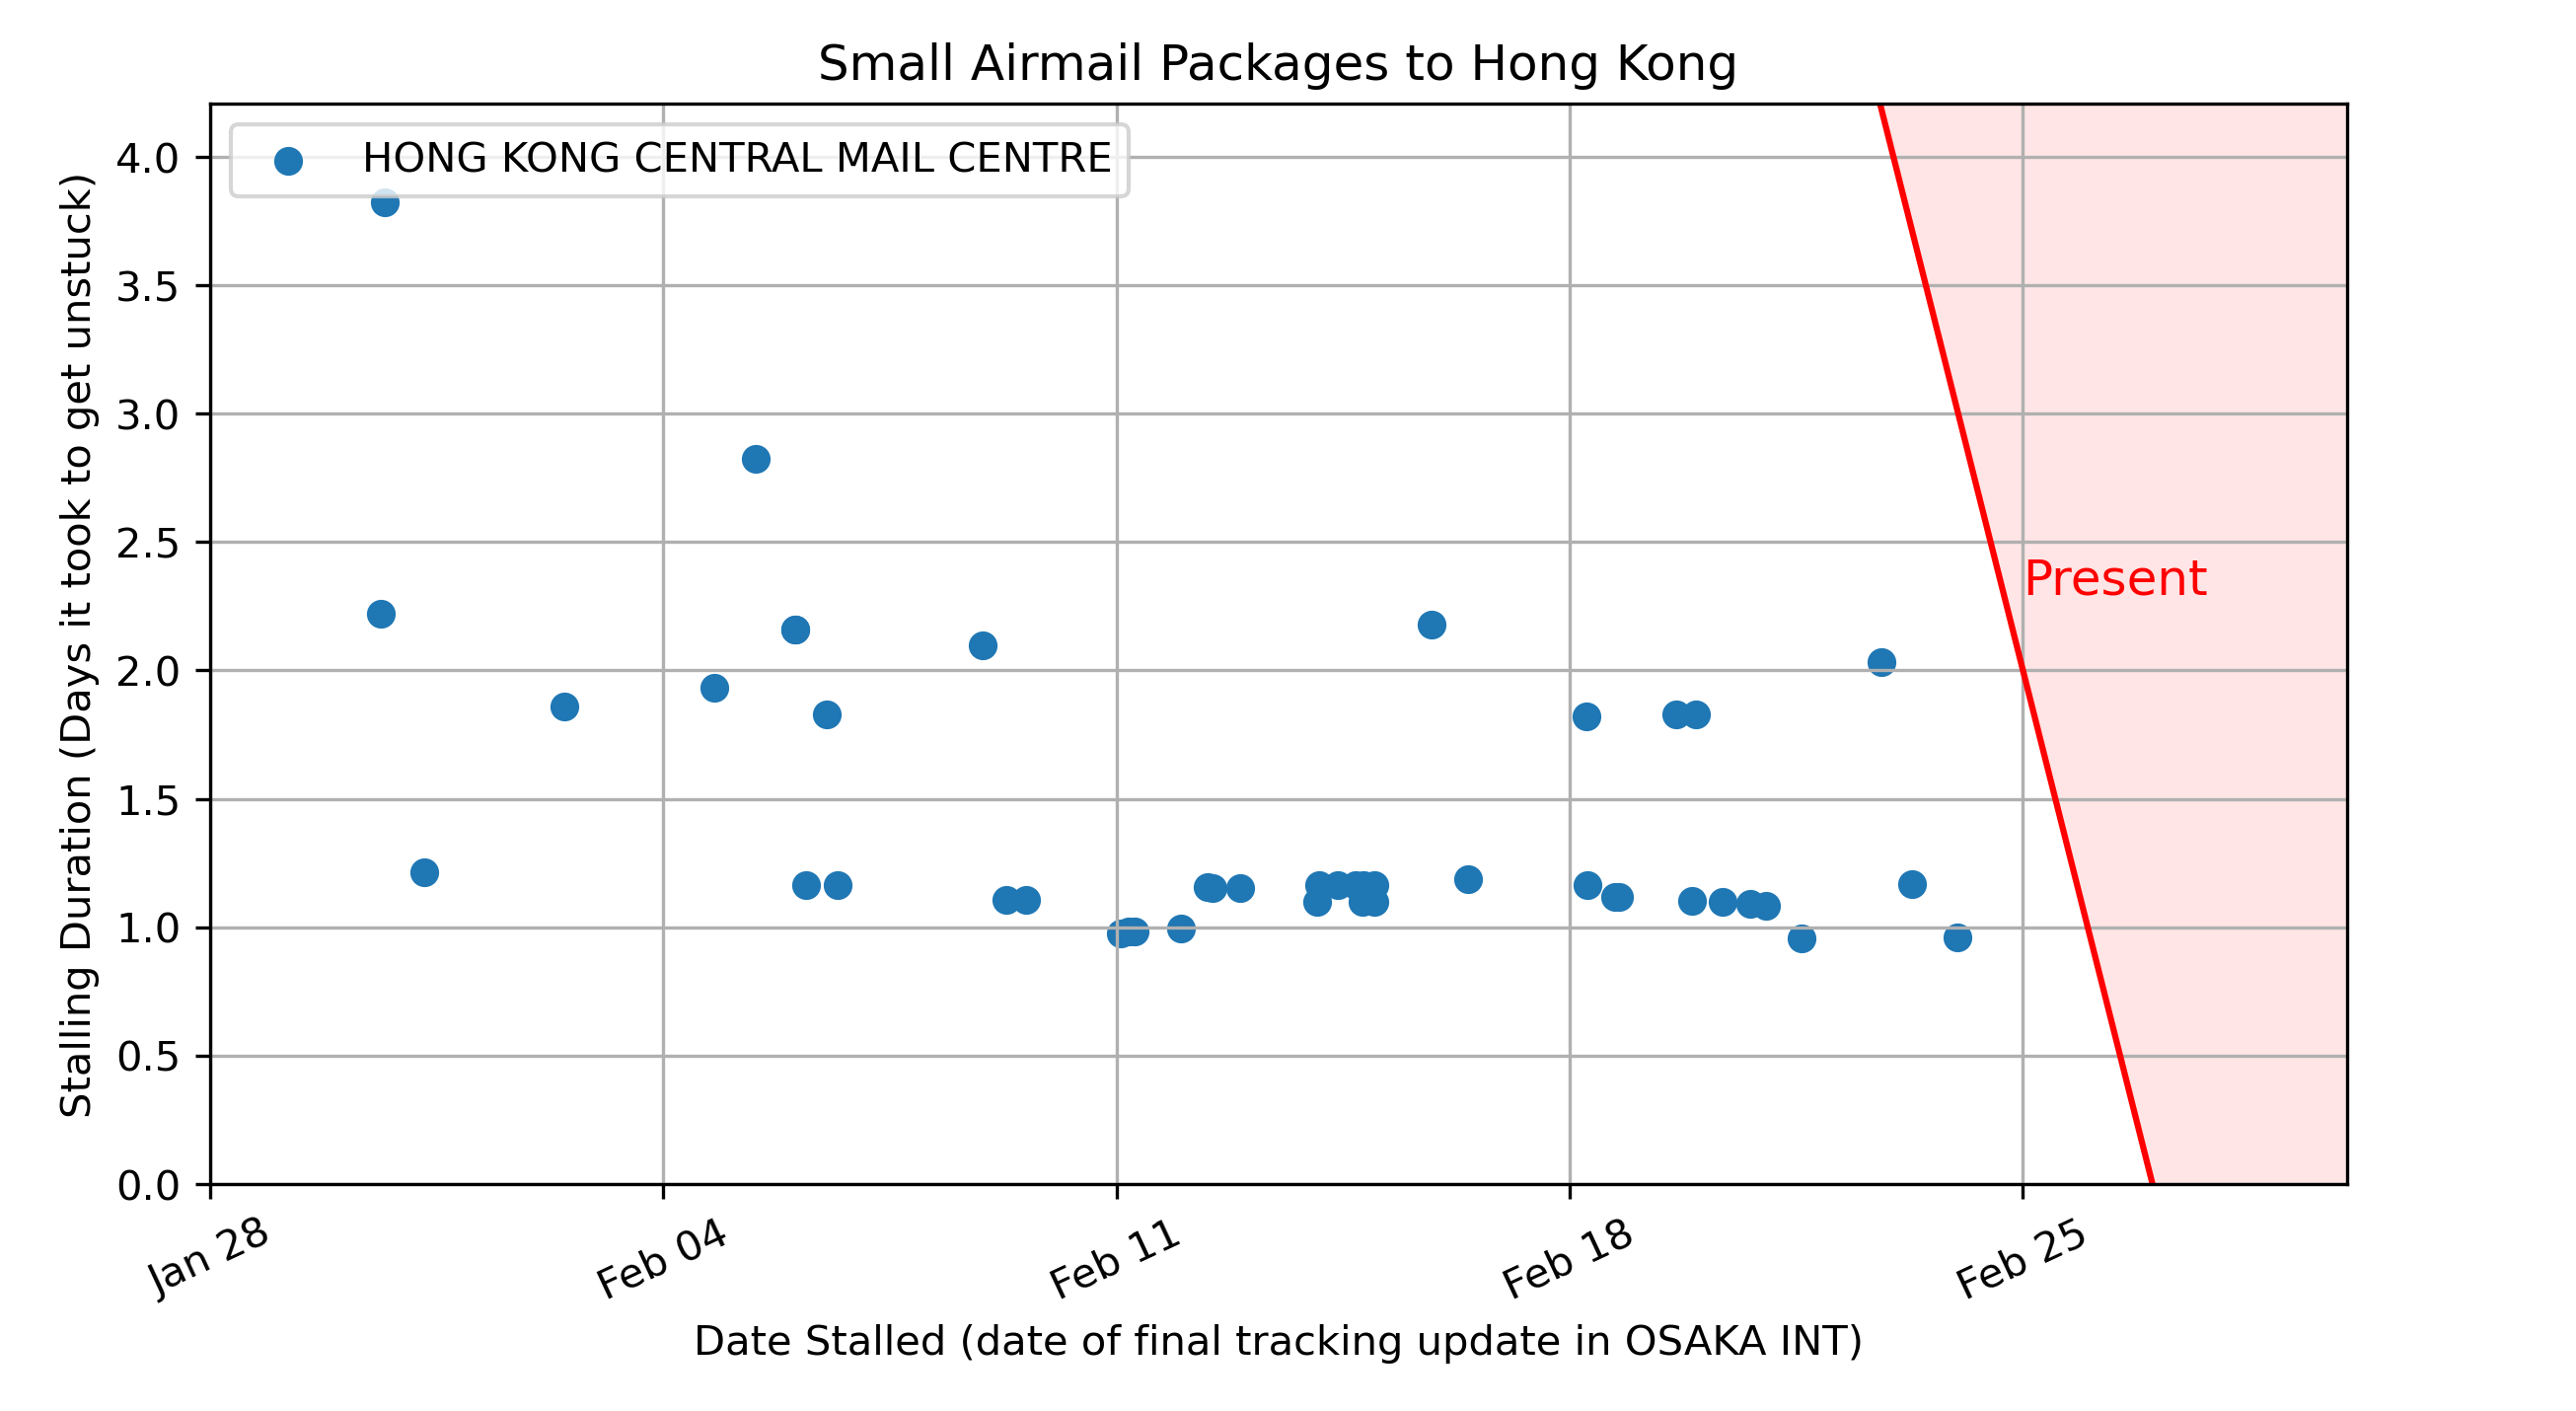 Small Airmail Packages to Hong Kong
HONG KONG CENTRAL MAIL CENTRE
Stalling Duration (Days it took to get unstuck)
4.0
3.5
3.0
2.5
2.0
1.5
1.0
0.5
0.0
Present
Jan 28
Feb 04
Feb 11
Feb 18
Feb 25
Date Stalled (date of final tracking update in OSAKA INT)